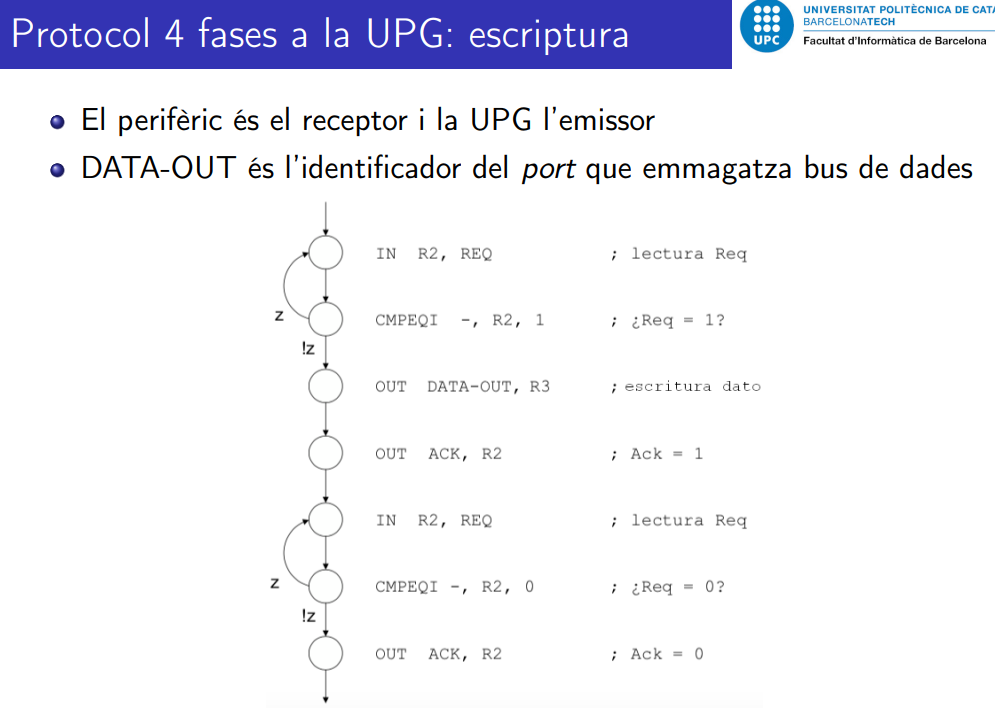 Protocol 4 fases a la UPG: escriptura
UNIVERSITAT POLITÈCNICA DE CATA
BARCELONATECH
Facultat d'Informàtica de Barcelona
UPC
El perifèric és el receptor i la UPG l'emissor
DATA-OUT és l'identificador del port que emmagatza bus de dades
IN R2, REQ ; lectura Req
z CMPEQI -, R2, 1 ; ¿Req = 1?
!z
OUT DATA-OUT, R3 ; escritura dato
OUT ACK, R2 ; Ack = 1
IN R2, REQ ; lectura Req
z CMPEQI -, R2, 0 ; ¿Req = 0?
!z
OUT ACK, R2 ; Ack = 0